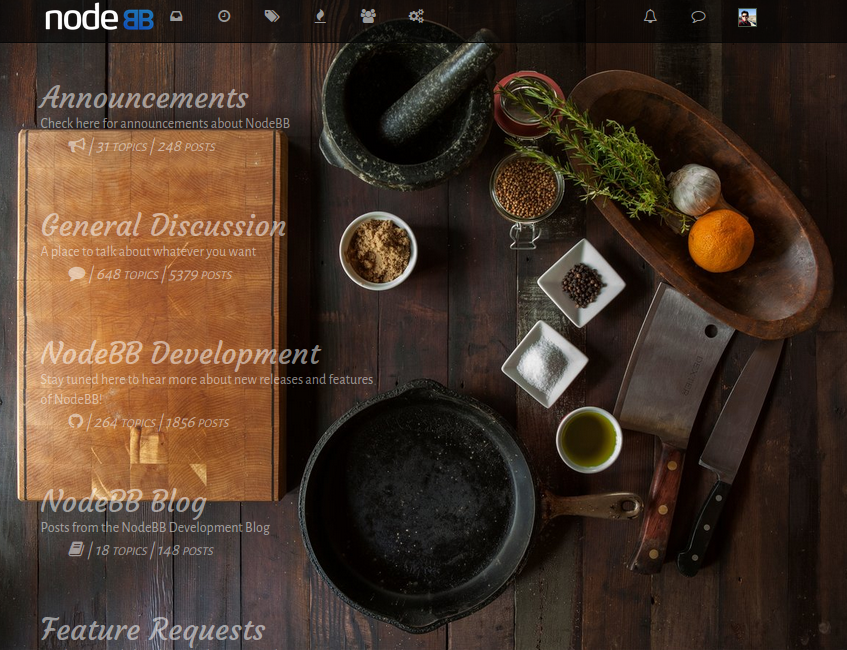 nodeBB
Announcements
Check here for announcements about NodeBB
| 31 TOPICS | 248 POSTS
General Discussion
A place to talk about whatever you want
| 648 TOPICS | 5379 POSTS
NodeBB Development
Stay tuned here to hear more about new releases and features
of NodeBB!
| 264 TOPICS | 1856 POSTS
NodeBB Blog
Posts from the NodeBB Development Blog
| 18 TOPICS | 148 POSTS
Feature Requests